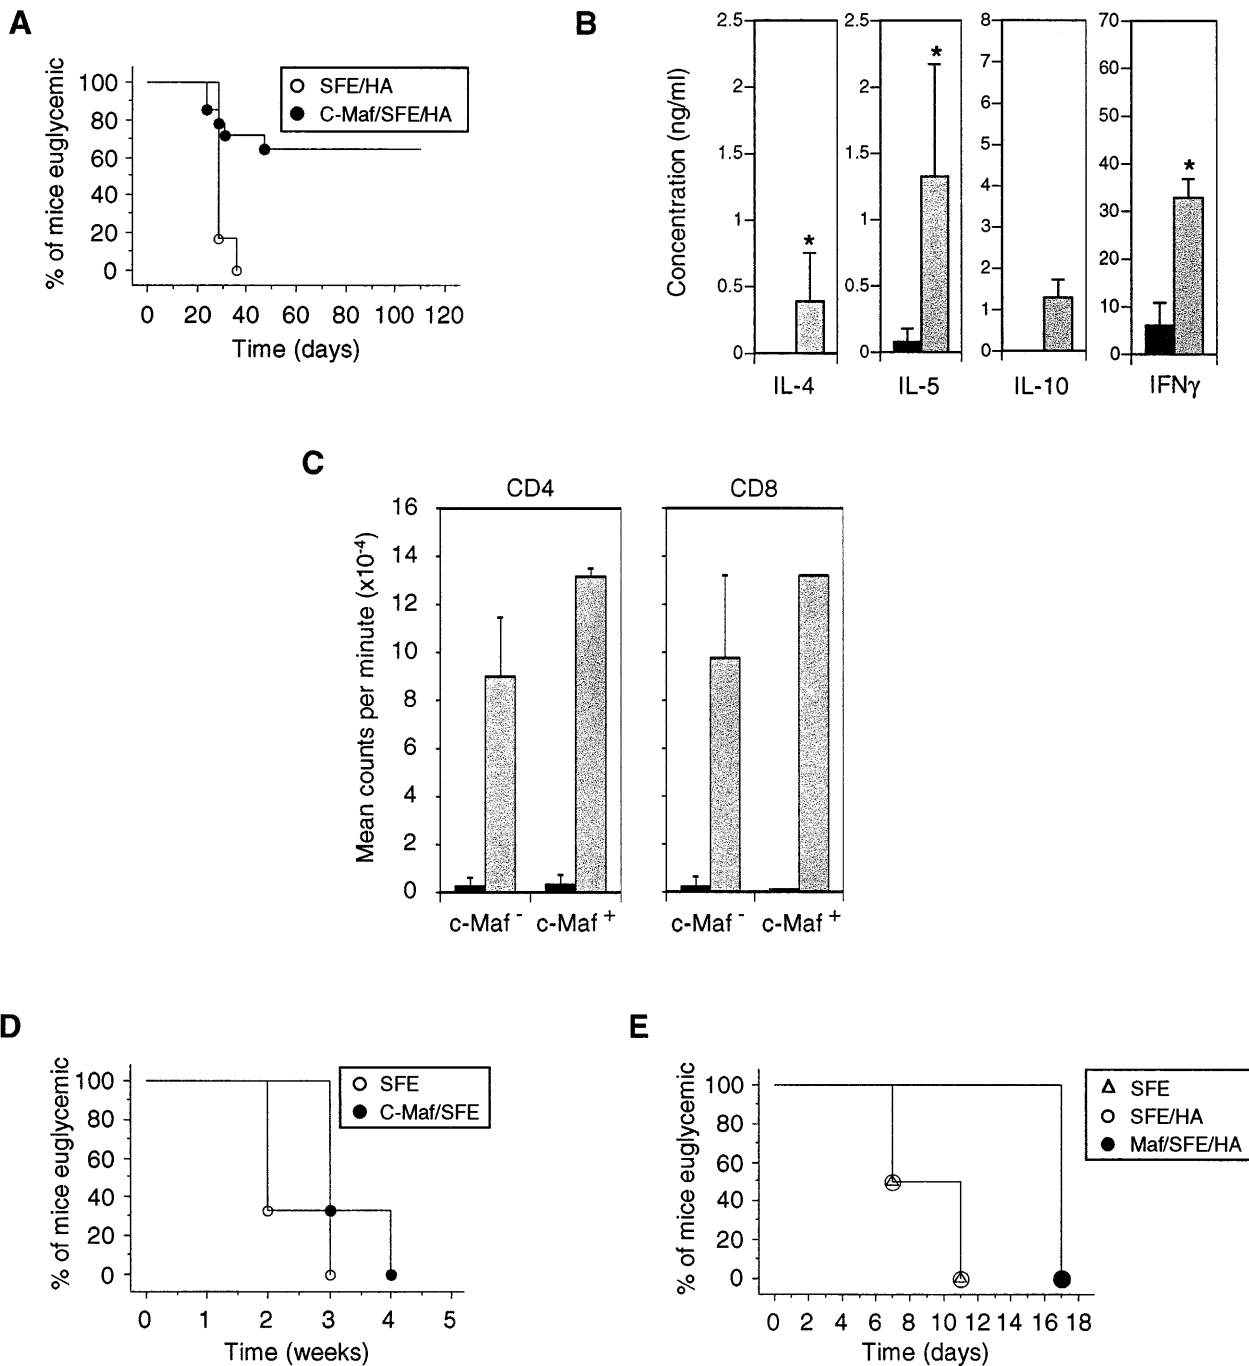 A
% of mice euglycemic
100
80
60
40
20
0
0 20 40 60 80 100 120
Time (days)
SFE/HA
C-Maf/SFE/HA
B
Concentration (ng/ml)
2.5
2
1.5
1
0.5
0
*
IL-4
2.5
2
1.5
1
0.5
0
*
IL-5
8
7
6
5
4
3
2
1
0
IL-10
70
60
50
40
30
20
10
0
*
IFNγ
C
Mean counts per minute (x10-4)
16
14
12
10
8
6
4
2
0
CD4
c-Maf - c-Maf +
CD8
c-Maf - c-Maf +
D
% of mice euglycemic
100
80
60
40
20
0
0 1 2 3 4 5
Time (weeks)
SFE
C-Maf/SFE
E
% of mice euglycemic
100
80
60
40
20
0
0 2 4 6 8 10 12 14 16 18
Time (days)
SFE
SFE/HA
Maf/SFE/HA